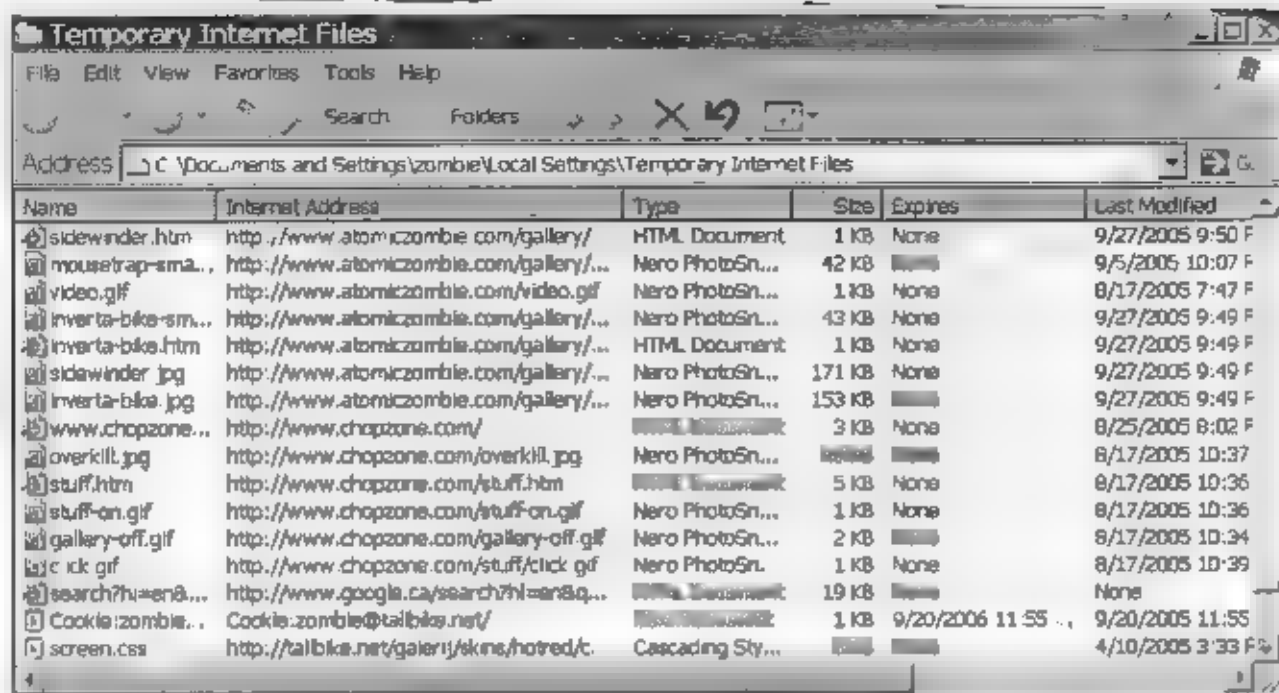 Temporary Internet Files
File Edit View Favorites Tools Help
Search Folders
Address C:\Documents and Settings\zombie\Local Settings\Temporary Internet Files
Name Internet Address Type Size Expires Last Modified
sidewinder.htm http://www.atomiczombie.com/gallery/ HTML Document 1 KB None 9/27/2005 9:50 P
mousetrap-sma... http://www.atomiczombie.com/gallery/... Nero PhotoSn... 42 KB 9/5/2005 10:07 P
video.gif http://www.atomiczombie.com/video.gif Nero PhotoSn... 1 KB None 8/17/2005 7:47 P
inverta-bike-sm... http://www.atomiczombie.com/gallery/... Nero PhotoSn... 43 KB None 9/27/2005 9:49 P
inverta-bike.htm http://www.atomiczombie.com/gallery/... HTML Document 1 KB None 9/27/2005 9:49 P
sidewinder.jpg http://www.atomiczombie.com/gallery/... Nero PhotoSn... 171 KB None 9/27/2005 9:49 P
inverta-bike.jpg http://www.atomiczombie.com/gallery/... Nero PhotoSn... 153 KB 9/27/2005 9:49 P
www.chopzone... http://www.chopzone.com/ 3 KB None 8/25/2005 8:02 P
overkill.jpg http://www.chopzone.com/overkill.jpg Nero PhotoSn... 8/17/2005 10:37
stuff.htm http://www.chopzone.com/stuff.htm 5 KB None 8/17/2005 10:36
stuff-on.gif http://www.chopzone.com/stuff-on.gif Nero PhotoSn... 1 KB None 8/17/2005 10:36
gallery-off.gif http://www.chopzone.com/gallery-off.gif Nero PhotoSn... 2 KB 8/17/2005 10:34
click.gif http://www.chopzone.com/stuff/click.gif Nero PhotoSn. 1 KB None 8/17/2005 10:39
search?hl=en&... http://www.google.ca/search?hl=en&q... 19 KB None
Cookie:zombie... Cookie:zombie@tallbike.net/ 1 KB 9/20/2006 11:55 ... 9/20/2005 11:55
screen.css http://tallbike.net/galerij/skins/hotred/t. Cascading Sty... 4/10/2005 3:33 P